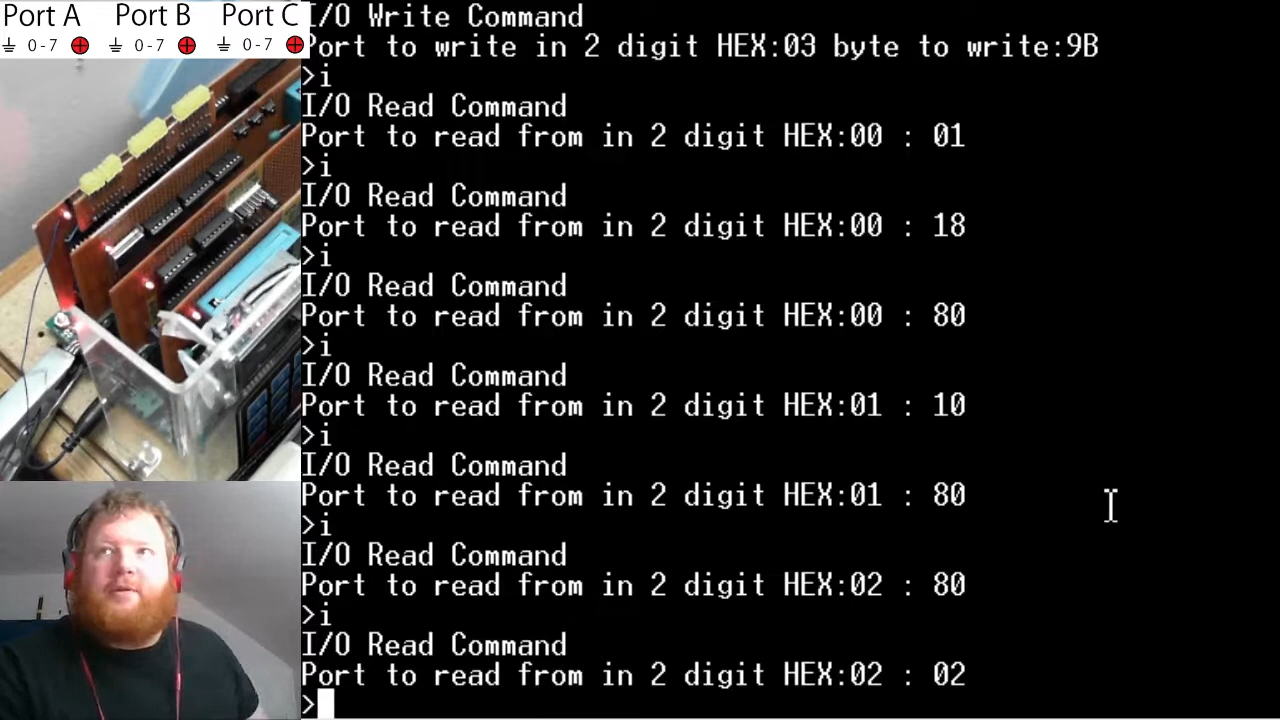 Port A Port B Port C
0-7 0-7 0-7
I/O Write Command
Port to write in 2 digit HEX:03 byte to write:9B
>i
I/O Read Command
Port to read from in 2 digit HEX:00 : 01
>i
I/O Read Command
Port to read from in 2 digit HEX:00 : 18
>i
I/O Read Command
Port to read from in 2 digit HEX:00 : 80
>i
I/O Read Command
Port to read from in 2 digit HEX:01 : 10
>i
I/O Read Command
Port to read from in 2 digit HEX:01 : 80
>i
I/O Read Command
Port to read from in 2 digit HEX:02 : 80
>i
I/O Read Command
Port to read from in 2 digit HEX:02 : 02
>